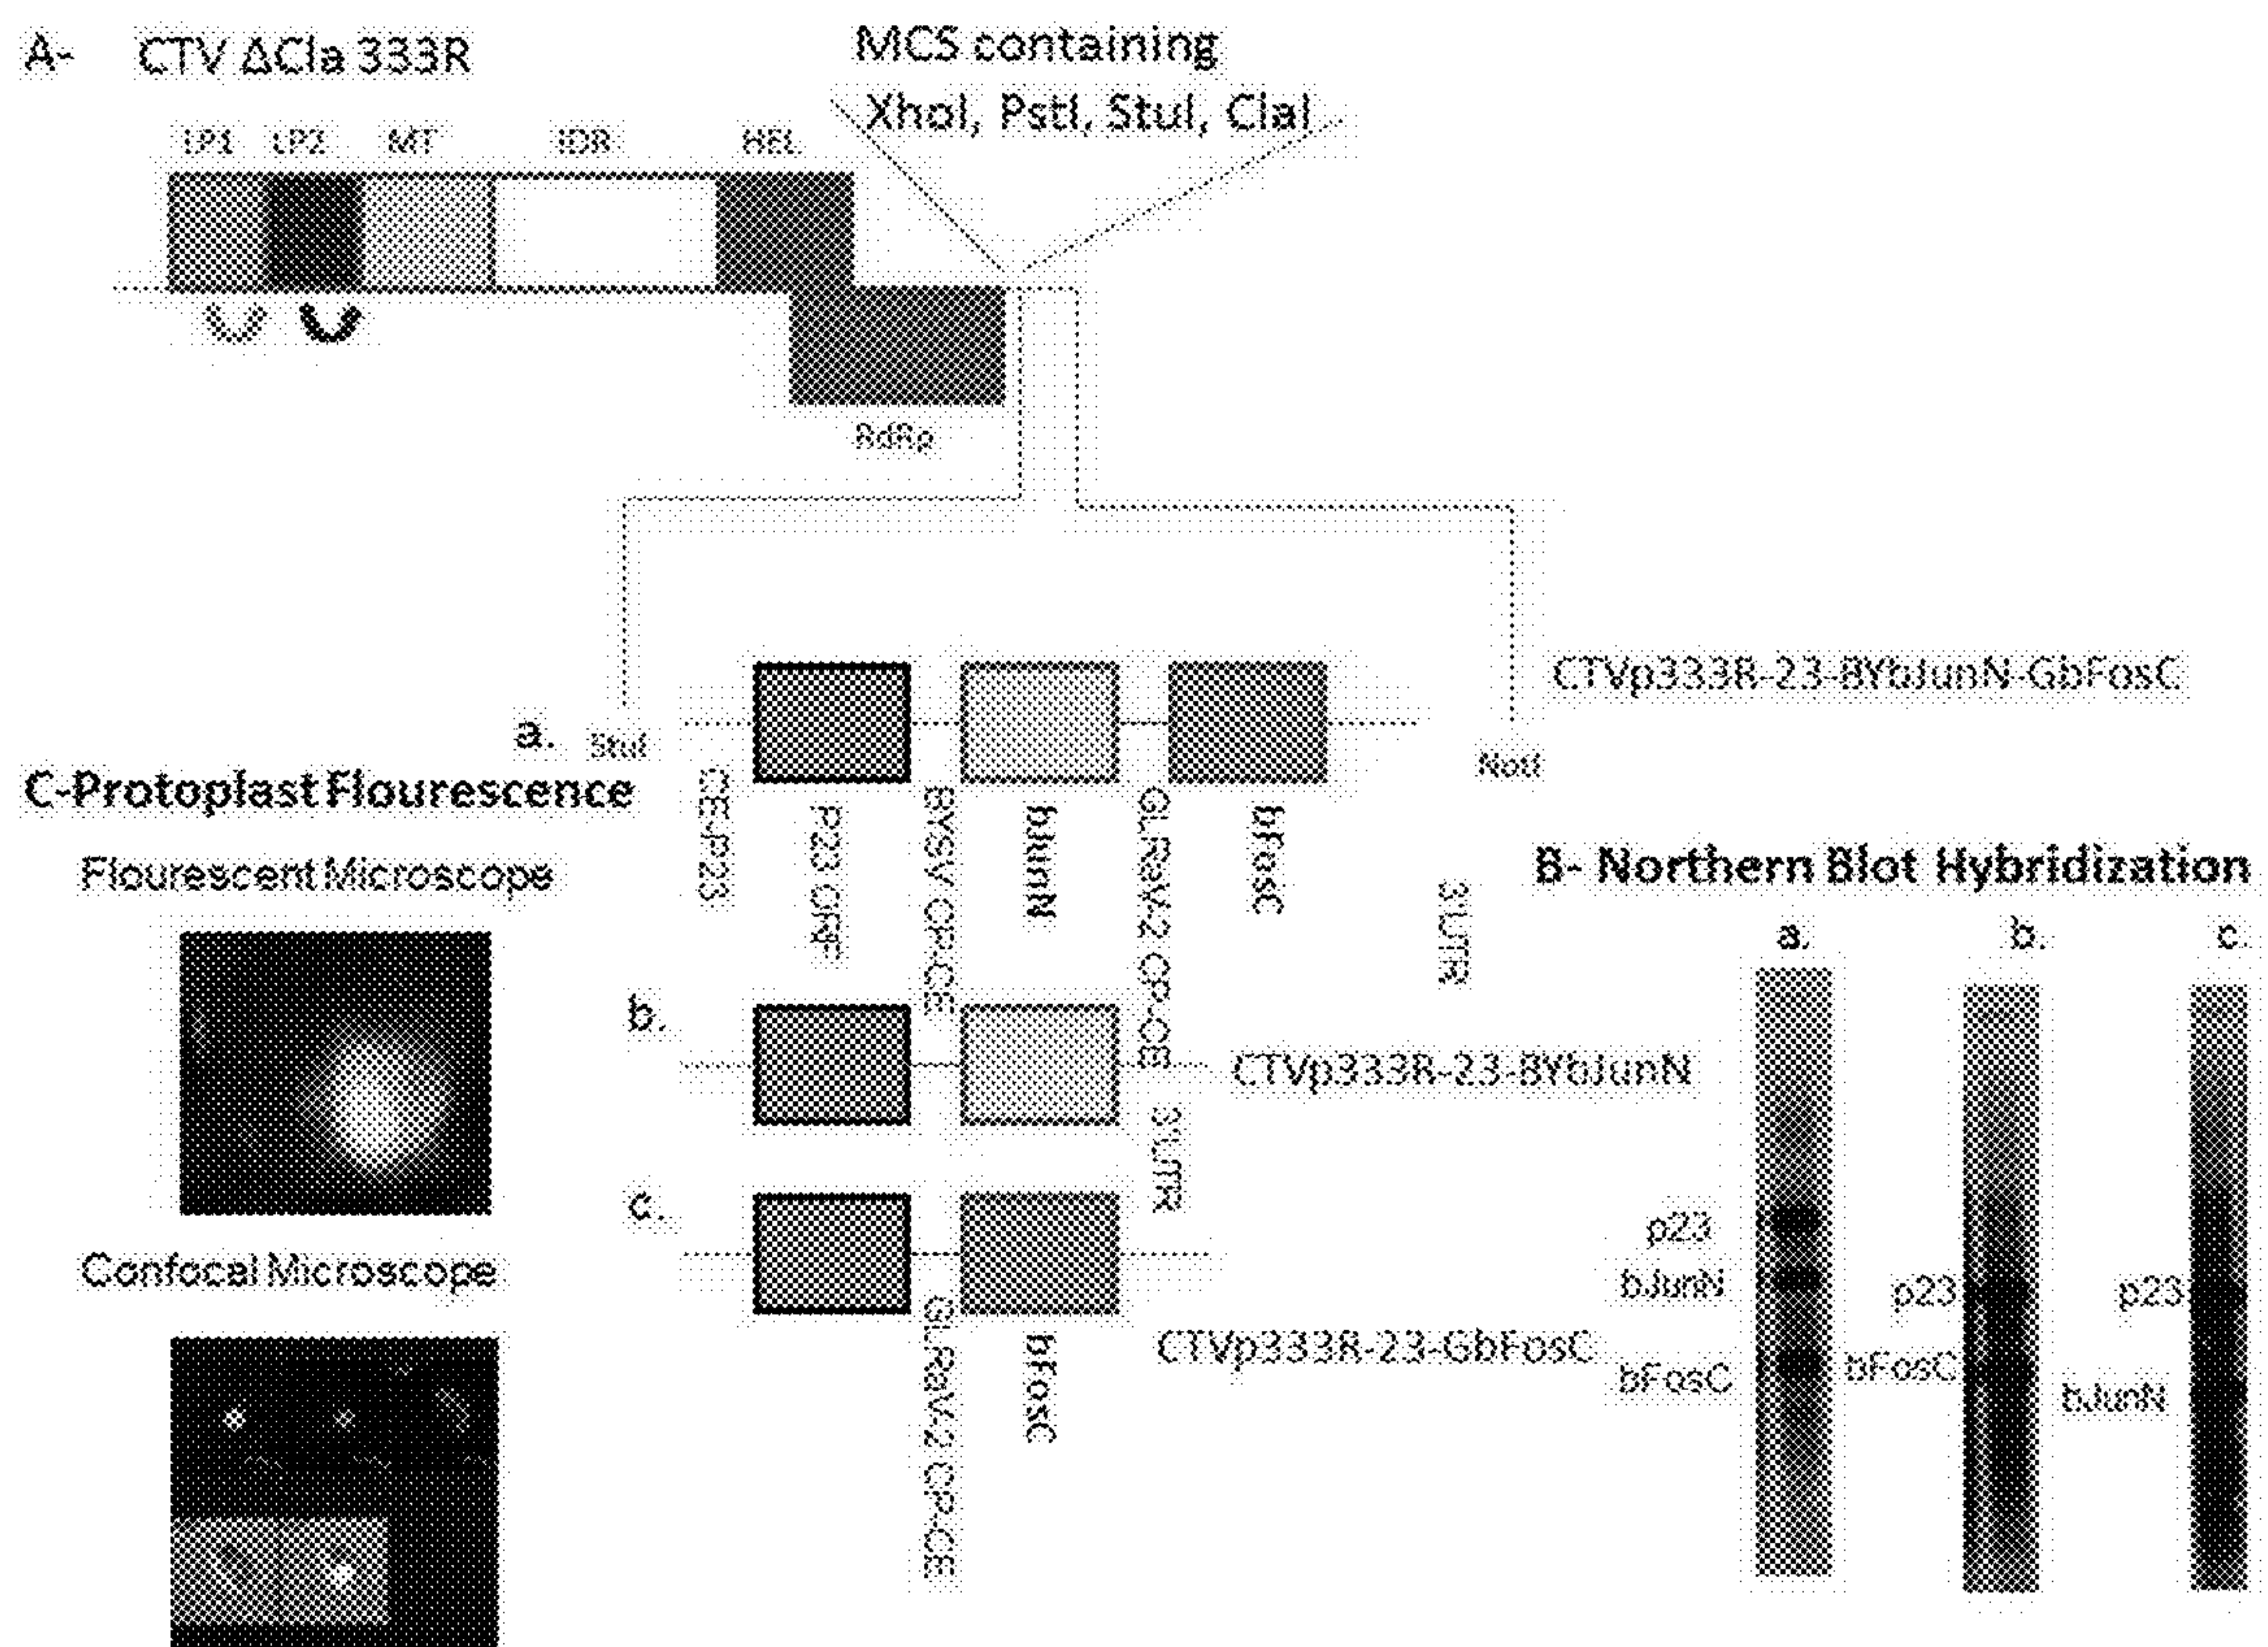 A- CTV ΔCla 333R
MCS containing
XhoI, PstI, StuI, ClaI
LP1 LP2 MT IDR HEL
RdRp
CTVp333R-23-BYbJunN-GbFosC
a. StuI
NotI
CE-P23
P23 ORF
BYSV CP-CE
bJunN
GLRaV-2 CP-CE
bFosC
3'UTR
b.
CTVp333R-23-BYbJunN
3'UTR
c.
GLRaV-2 CP-CE
bFosC
CTVp333R-23-GbFosC
C-Protoplast Flourescence
Flourescent Microscope
Confocal Microscope
B- Northern Blot Hybridization
a. b. c.
p23
bJunN
bFosC
p23
bFosC
p23
bJunN